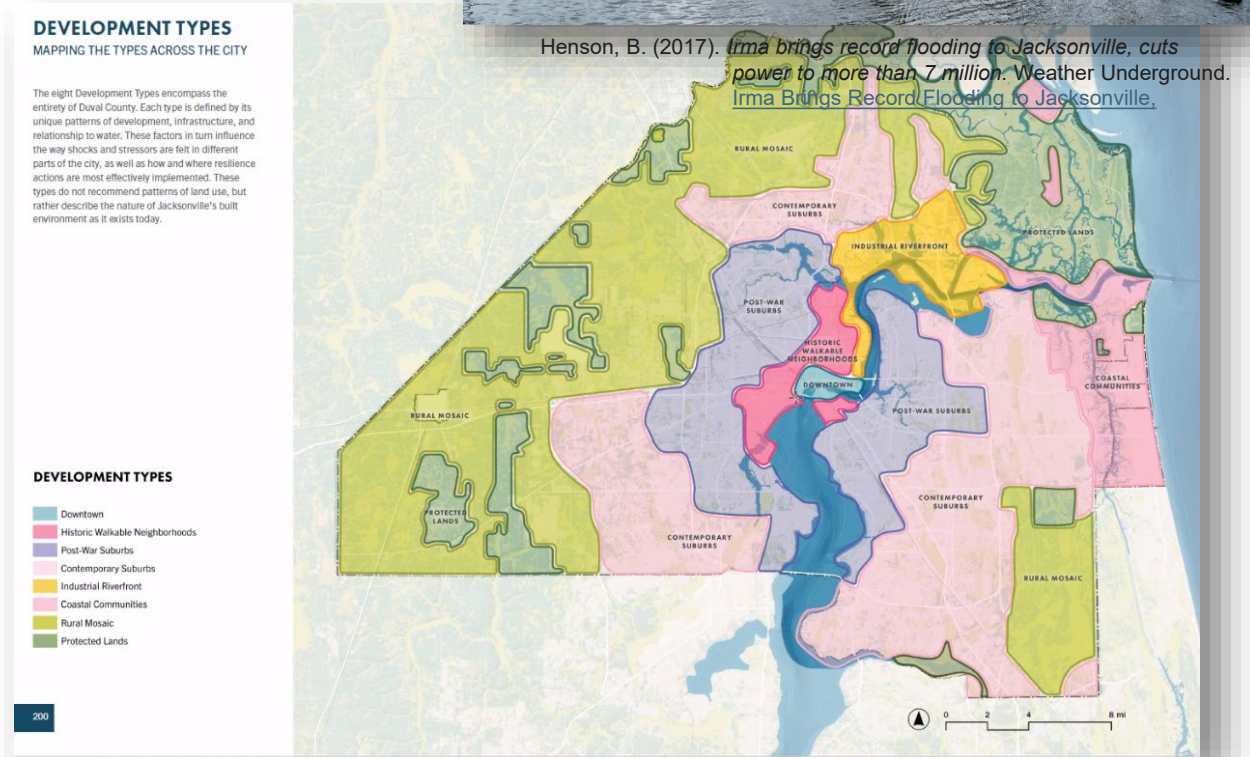 DEVELOPMENT TYPES
MAPPING THE TYPES ACROSS THE CITY
The eight Development Types encompass the
entirety of Duval County. Each type is defined by its
unique patterns of development, infrastructure, and
relationship to water. These factors in turn influence
the way shocks and stressors are felt in different
parts of the city, as well as how and where resilience
actions are most effectively implemented. These
types do not recommend patterns of land use, but
rather describe the nature of Jacksonville's built
environment as it exists today.
Henson, B. (2017). Irma brings record flooding to Jacksonville, cuts
power to more than 7 million. Weather Underground.
Irma Brings Record Flooding to Jacksonville,
RURAL MOSAIC
CONTEMPORARY
SUBURBS
PROTECTED LANDS
INDUSTRIAL RIVERFRONT
POST-WAR
SUBURBS
HISTORIC
WALKABLE
NEIGHBORHOODS
DOWNTOWN
COASTAL
COMMUNITIES
POST-WAR SUBURBS
RURAL MOSAIC
CONTEMPORARY
SUBURBS
PROTECTED
LANDS
CONTEMPORARY
SUBURBS
RURAL MOSAIC
DEVELOPMENT TYPES
Downtown
Historic Walkable Neighborhoods
Post-War Suburbs
Contemporary Suburbs
Industrial Riverfront
Coastal Communities
Rural Mosaic
Protected Lands
200
0 2 4 8 mi